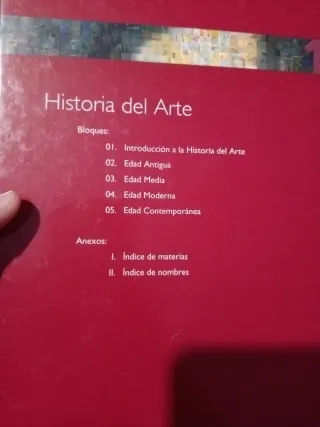 Historia del Arte
Bloques:
01. Introducción a la Historia del Arte
02. Edad Antigua
03. Edad Media
04. Edad Moderna
05. Edad Contemporánea
Anexos:
I. Índice de materias
II. Índice de nombres